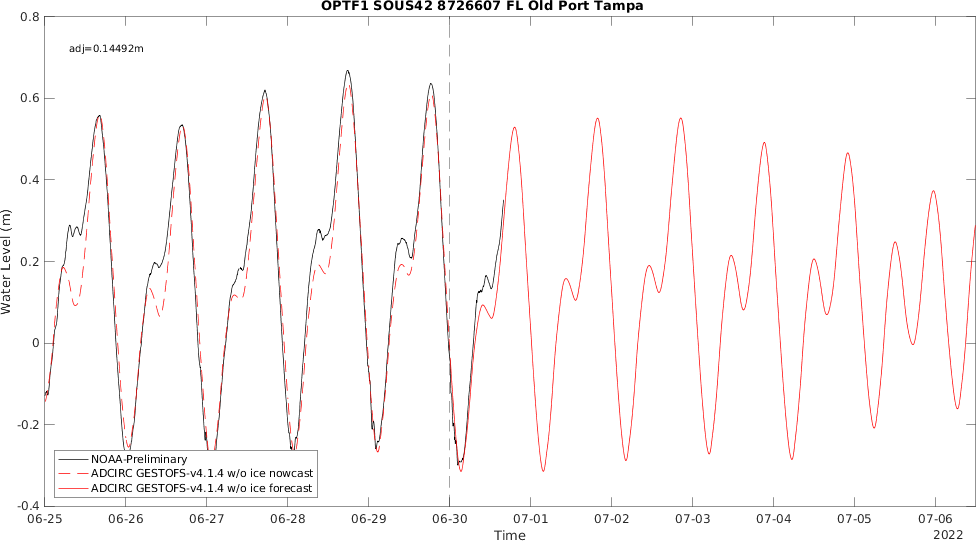 OPTF1 SOUS42 8726607 FL Old Port Tampa
0.8
adj=0.14492m
0.6
0.4
0.2
0
-0.2
-0.4
Water Level (m)
NOAA-Preliminary
ADCIRC GESTOFS-v4.1.4 w/o ice nowcast
ADCIRC GESTOFS-v4.1.4 w/o ice forecast
06-25 06-26 06-27 06-28 06-29 06-30 07-01 07-02 07-03 07-04 07-05 07-06
Time
2022